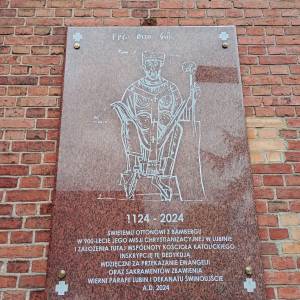 1124 - 2024
ŚWIĘTEMU OTTONOWI Z BAMBERGU
W 900-LECIE JEGO MISJI CHRYSTIANIZACYJNEJ W LUBINIE
I ZAŁOŻENIA TUTAJ WSPÓLNOTY KOŚCIOŁA KATOLICKIEGO
INSKRYPCJĘ TĘ DEDYKUJĄ
WDZIĘCZNI ZA PRZEKAZANIE EWANGELII
ORAZ SAKRAMENTÓW ZBAWIENIA
WIERNI PARAFII LUBIN I DEKANATU ŚWINOUJŚCIE
A.D. 2024